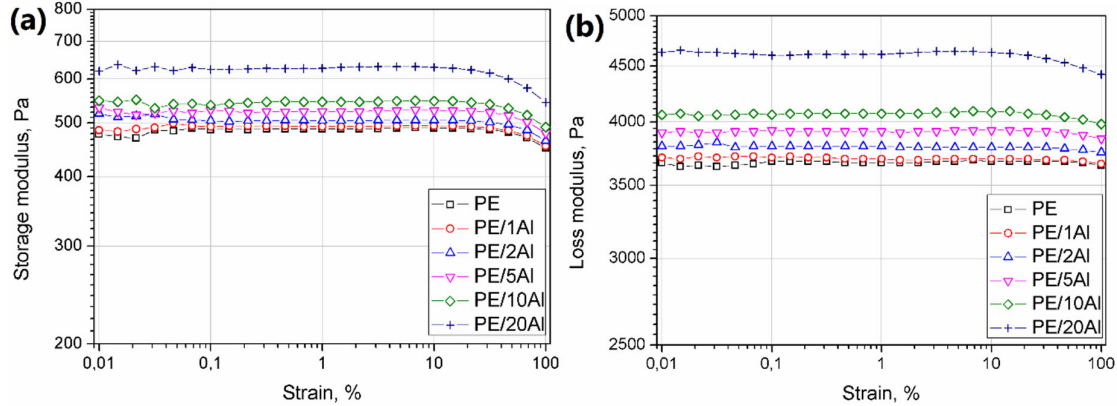 (a)
Storage modulus, Pa
800
700
600
500
400
300
200
0,01
0,1
1
10
100
Strain, %
PE
PE/1Al
PE/2Al
PE/5Al
PE/10Al
PE/20Al
(b)
Loss modulus, Pa
5000
4500
4000
3500
3000
2500
0,01
0,1
1
10
100
Strain, %
PE
PE/1Al
PE/2Al
PE/5Al
PE/10Al
PE/20Al